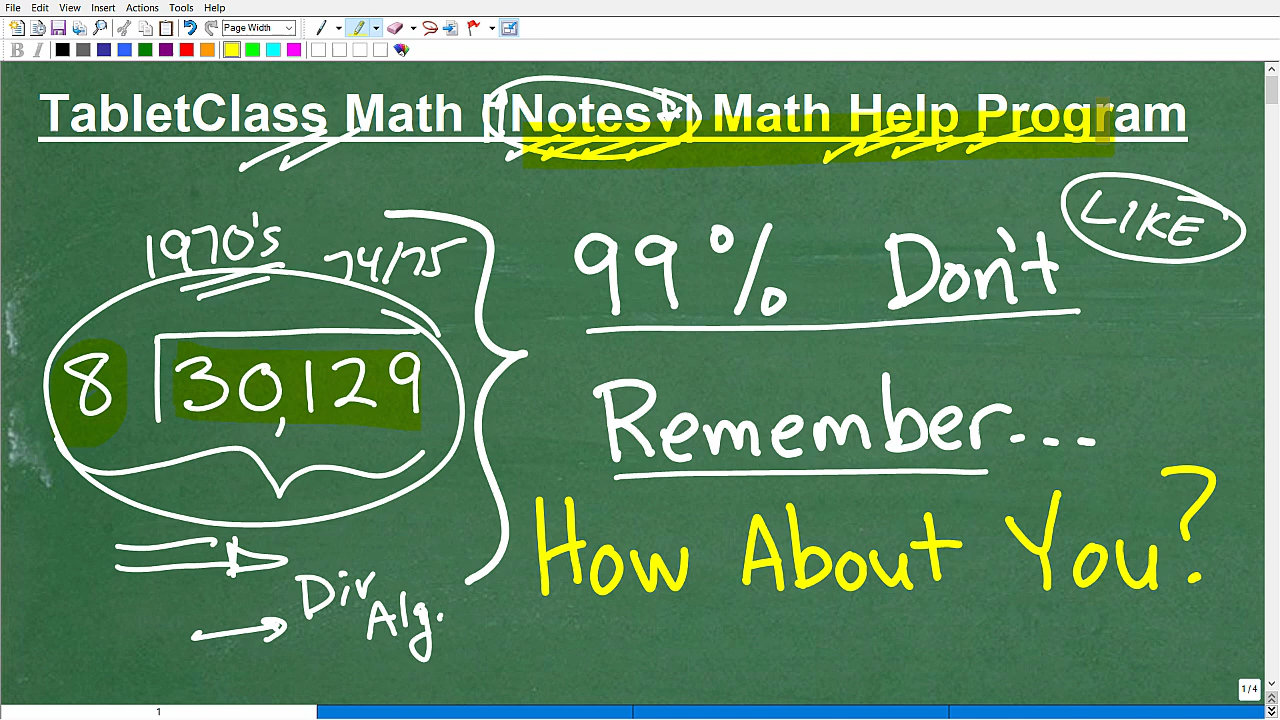 File Edit View Insert Actions Tools Help
Page Width
B I
TabletClass Math (Notes) Math Help Program
LIKE
1970's 74/75
99% Don't
8 30,129
Remember...
How About You?
Div
Alg.
1/4
1